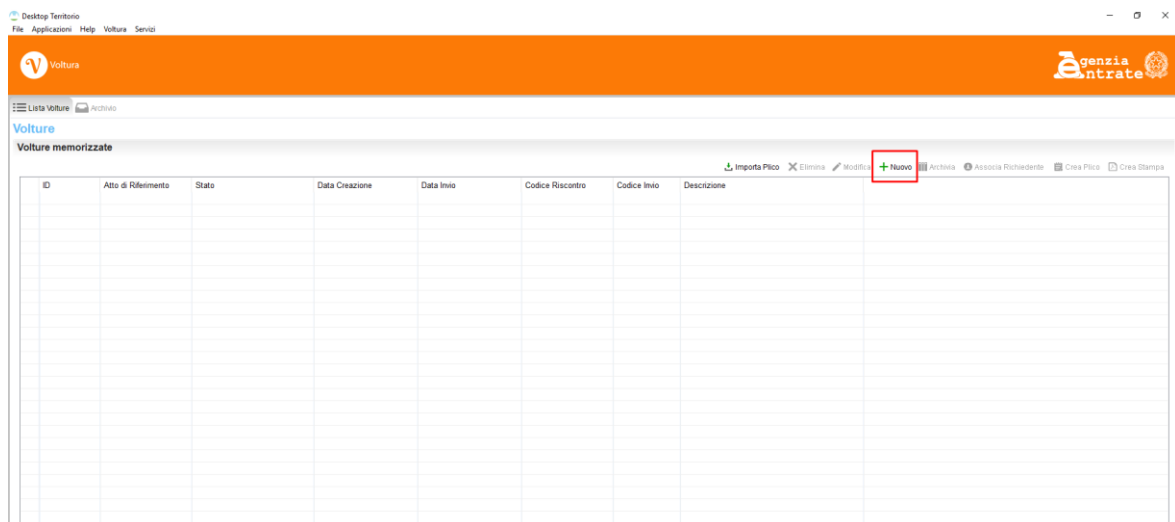 Desktop Territorio
File Applicazioni Help Voltura Servizi
V Voltura
Agenzia Entrate
Lista Volture Archivio
Volture
Volture memorizzate
Importa Plico Elimina Modifica Nuovo Archivia Associa Richiedente Crea Plico Crea Stampa
ID Atto di Riferimento Stato Data Creazione Data Invio Codice Riscontro Codice Invio Descrizione